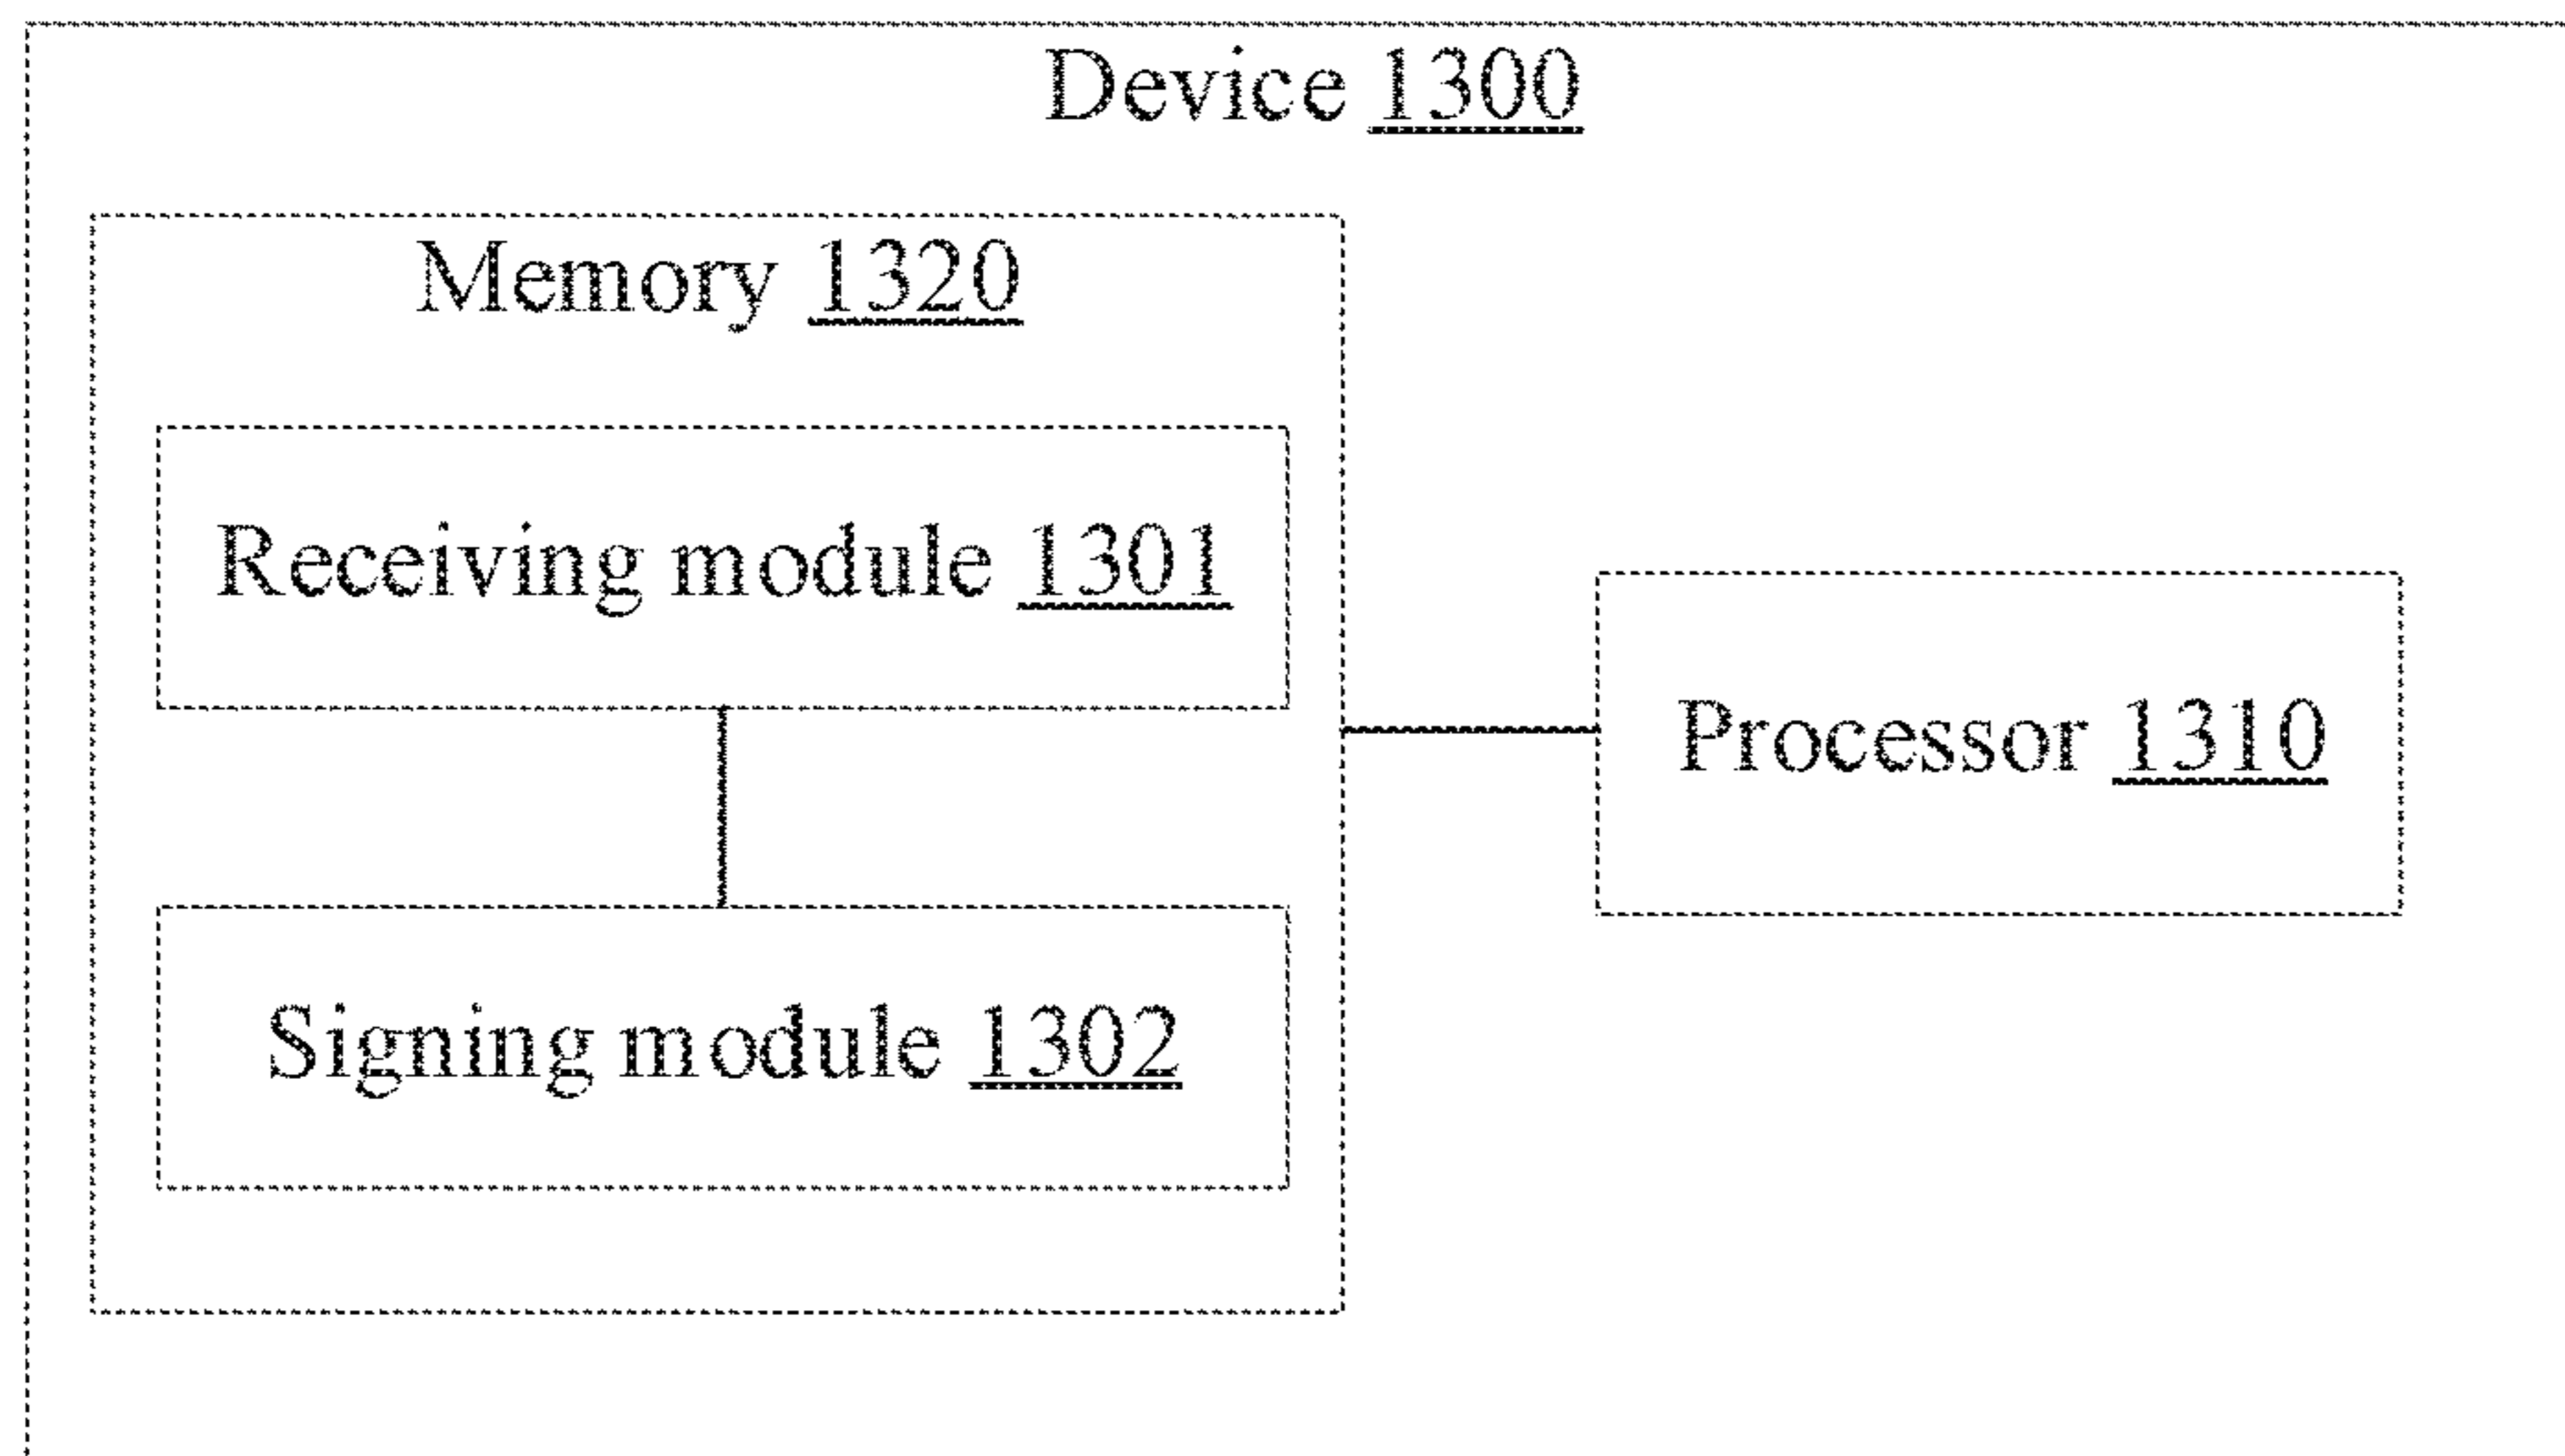 Device 1300
Memory 1320
Receiving module 1301
Processor 1310
Signing module 1302